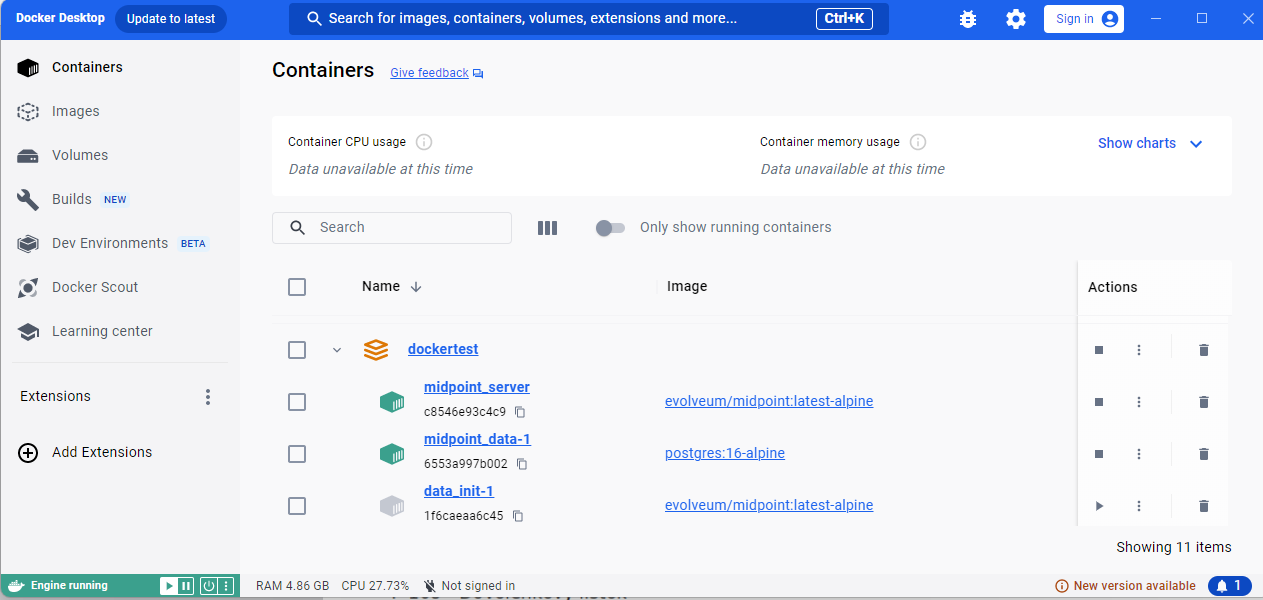 Docker Desktop Update to latest Search for images, containers, volumes, extensions and more... Ctrl+K Sign in
Containers
Images
Volumes
Builds NEW
Dev Environments BETA
Docker Scout
Learning center
Extensions
Add Extensions
Containers Give feedback
Container CPU usage
Data unavailable at this time
Container memory usage
Data unavailable at this time
Show charts
Search Only show running containers
Name Image Actions
dockertest
midpoint_server
c8546e93c4c9
evolveum/midpoint:latest-alpine
midpoint_data-1
6553a997b002
postgres:16-alpine
data_init-1
1f6caeaa6c45
evolveum/midpoint:latest-alpine
Showing 11 items
Engine running RAM 4.86 GB CPU 27.73% Not signed in New version available 1